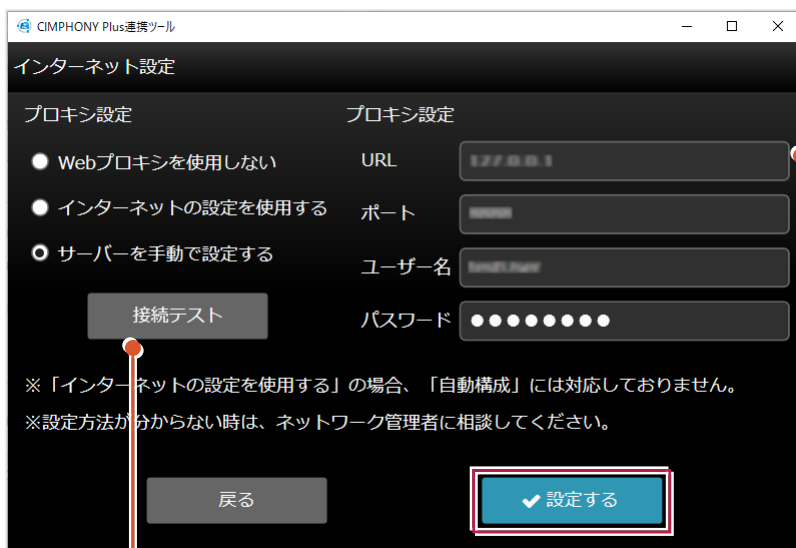 CIMPHONY Plus連携ツール
インターネット設定
プロキシ設定
Webプロキシを使用しない
インターネットの設定を使用する
サーバーを手動で設定する
接続テスト
プロキシ設定
URL
ポート
ユーザー名
パスワード ●●●●●●●●
※「インターネットの設定を使用する」の場合、「自動構成」には対応しておりません。
※設定方法が分からない時は、ネットワーク管理者に相談してください。
戻る
設定する